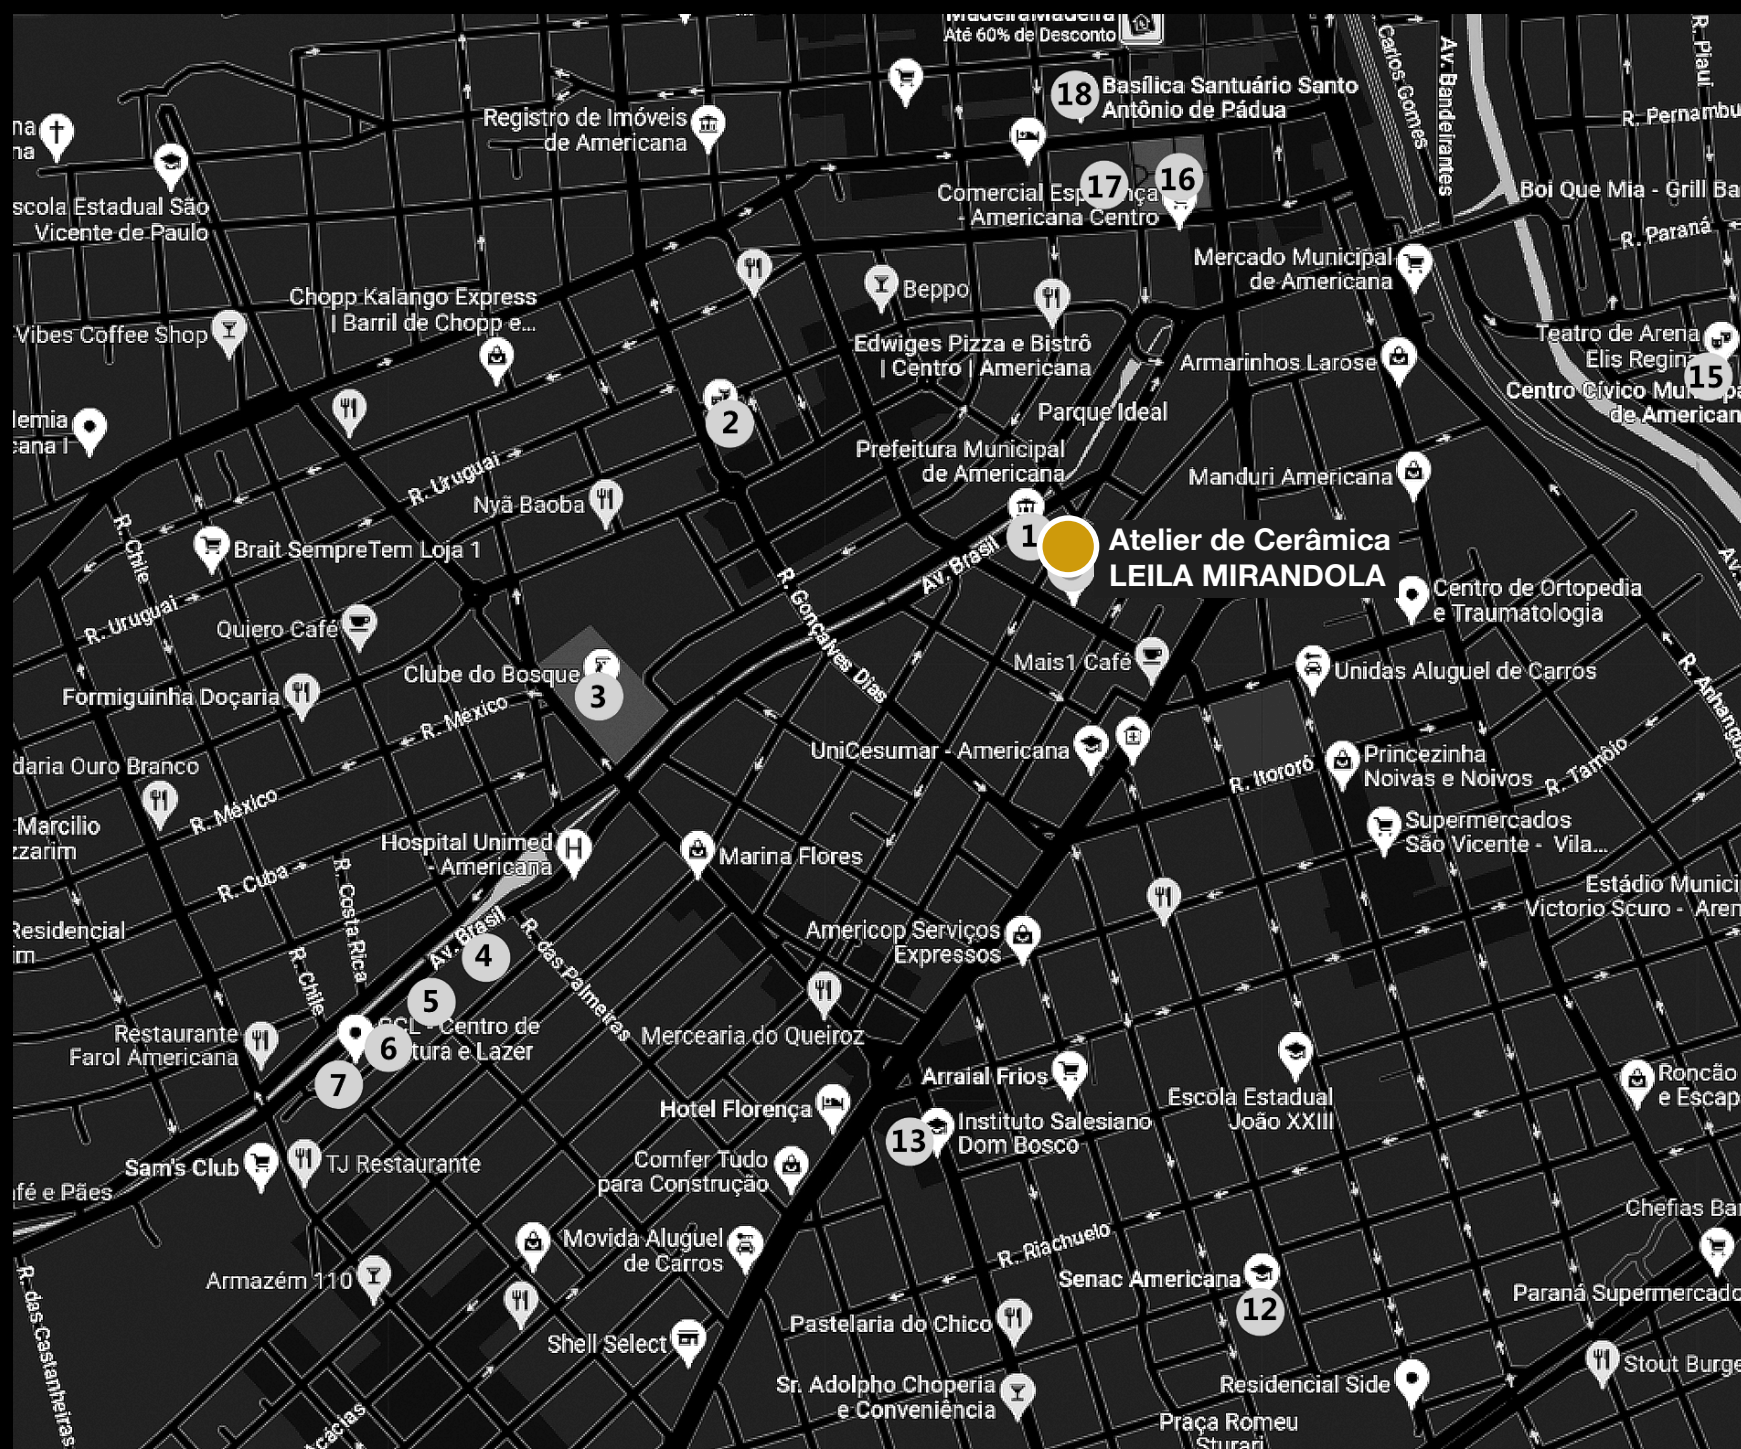 MadeiraMadeira
Até 60% de Desconto
18
Basílica Santuário Santo
Antônio de Pádua
Carlos Gomes
Av. Bandeirantes
R. Piauí
Registro de Imóveis
de Americana
17
16
Comercial
- Americana Centro
Boi Que Mia - Grill
R. Paraná
Escola Estadual São
Vicente de Paulo
Mercado Municipal
de Americana
Chopp Kalango Express
| Barril de Chopp e...
Beppo
Vibes Coffee Shop
Edwiges Pizza e Bistrô
| Centro | Americana
Armarinhos Larose
Teatro de Arena
Elis Regina
15
Centro Cívico
de American
Parque Ideal
2
Prefeitura Municipal
de Americana
Manduri Americana
R. Uruguai
Nyã Baoba
R. Chile
Brait SempreTem Loja 1
1
Av. Brasil
Atelier de Cerâmica
LEILA MIRANDOLA
R. Gonçalves Dias
Centro de Ortopedia
e Traumatologia
R. Uruguai
Quiero Café
Mais1 Café
Unidas Aluguel de Carros
Clube do Bosque
3
Formiguinha Doçaria
R. México
R. Anhangu
UniCesumar - Americana
Princezinha
Noivas e Noivos
R. Itororó
R. Tamôio
daria Ouro Branco
R. México
Marcilio
zzarim
Supermercados
São Vicente - Vila...
Hospital Unimed
- Americana
Marina Flores
R. Cuba
R. Costa Rica
Estádio Munici
Victorio Scuro - Aren
Residencial
im
Av. Brasil
4
R. das Palmeiras
Americop Serviços
Expressos
R. Chile
5
CCL - Centro de
tura e Lazer
6
7
Restaurante
Farol Americana
Mercearia do Queiroz
Arraial Frios
Escola Estadual
João XXIII
Roncão
e Escap
Hotel Florença
13
Instituto Salesiano
Dom Bosco
Sam's Club
TJ Restaurante
Comfer Tudo
para Construção
afé e Pães
Chefias Bar
Movida Aluguel
de Carros
R. Riachuelo
Armazém 110
Senac Americana
12
Paraná Supermercado
R. das Castanheiras
Pastelaria do Chico
Shell Select
Stout Burge
Sr. Adolpho Choperia
e Conveniência
Residencial Side
Acácias
Praça Romeu